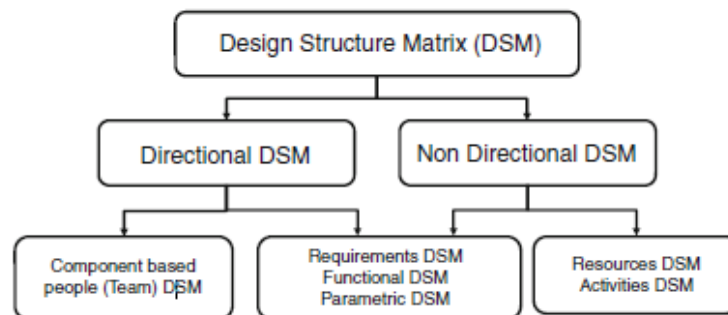 Design Structure Matrix (DSM)
Directional DSM
Non Directional DSM
Component based
people (Team) DSM
Requirements DSM
Functional DSM
Parametric DSM
Resources DSM
Activities DSM